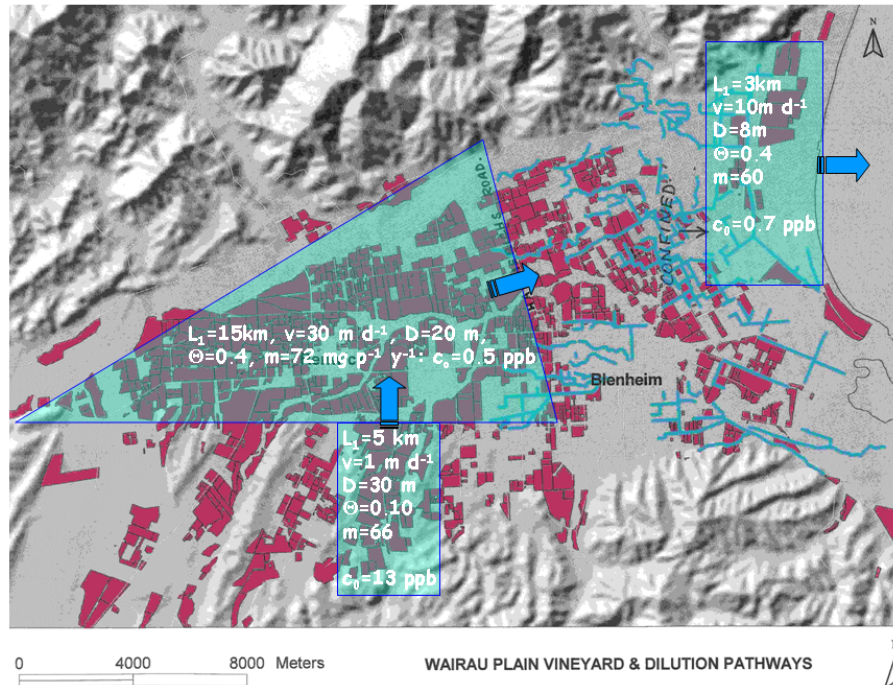 N
L₁=3km
v=10m d⁻¹
D=8m
Θ=0.4
m=60
c₀=0.7 ppb
ROAD.
H.S.
CONFINED
L₁=15km, v=30 m d⁻¹, D=20 m,
Θ=0.4, m=72 mg p⁻¹ y⁻¹: c₀=0.5 ppb
Blenheim
L₁=5 km
v=1 m d⁻¹
D=30 m
Θ=0.10
m=66
c₀=13 ppb
0 4000 8000 Meters
WAIRAU PLAIN VINEYARD & DILUTION PATHWAYS